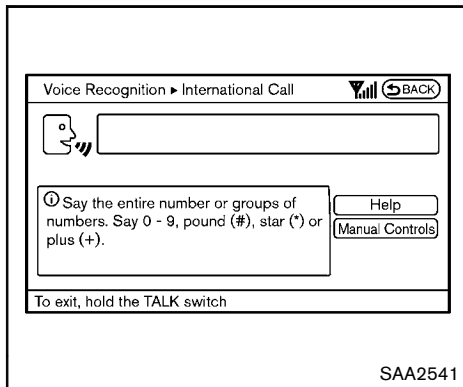 Voice Recognition ▸ International Call
BACK
ⓘ Say the entire number or groups of
numbers. Say 0 - 9, pound (#), star (*) or
plus (+).
Help
Manual Controls
To exit, hold the TALK switch
SAA2541